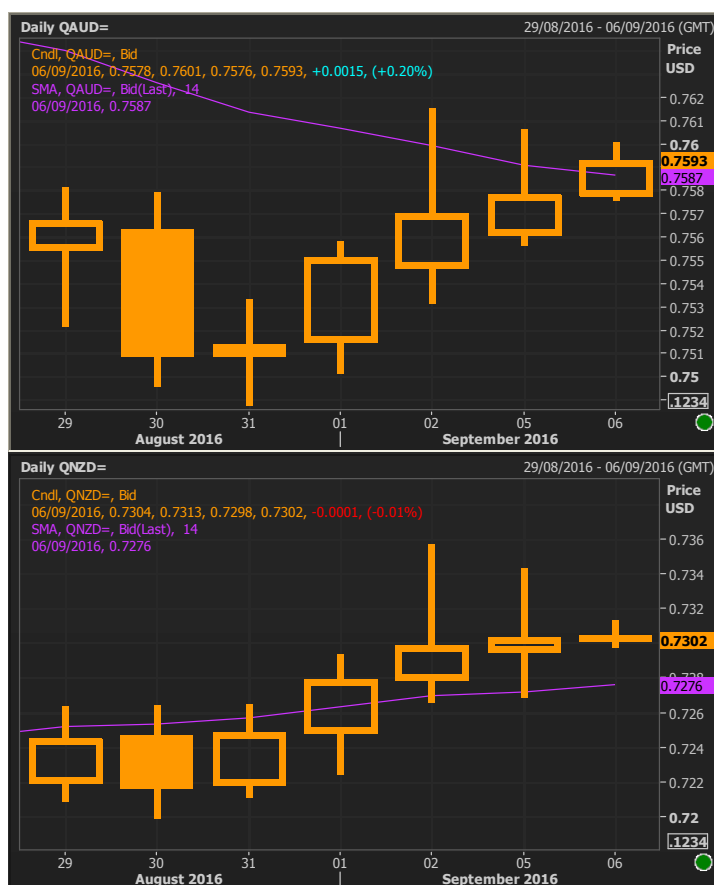 Daily QAUD= 29/08/2016 - 06/09/2016 (GMT)
Price
USD
Cndl, QAUD=, Bid
06/09/2016, 0.7578, 0.7601, 0.7576, 0.7593, +0.0015, (+0.20%)
SMA, QAUD=, Bid(Last), 14
06/09/2016, 0.7587
0.762
0.761
0.76
0.7593
0.7587
0.758
0.757
0.756
0.755
0.754
0.753
0.752
0.751
0.75
.1234
29 30 31 01 02 05 06
August 2016 September 2016
Daily QNZD= 29/08/2016 - 06/09/2016 (GMT)
Price
USD
Cndl, QNZD=, Bid
06/09/2016, 0.7304, 0.7313, 0.7298, 0.7302, -0.0001, (-0.01%)
SMA, QNZD=, Bid(Last), 14
06/09/2016, 0.7276
0.736
0.734
0.732
0.7302
0.728
0.7276
0.726
0.724
0.722
0.72
.1234
29 30 31 01 02 05 06
August 2016 September 2016